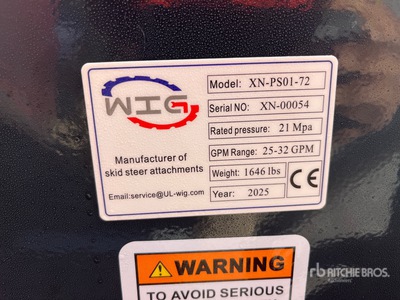 WIG
Manufacturer of
skid steer attachments
Email:service@UL-wig.com
Model: XN-PS01-72
Serial NO: XN-00054
Rated pressure: 21 Mpa
GPM Range: 25-32 GPM
Weight: 1646 lbs
Year: 2025
CE
WARNING
TO AVOID SERIOUS
rb RITCHIE BROS.